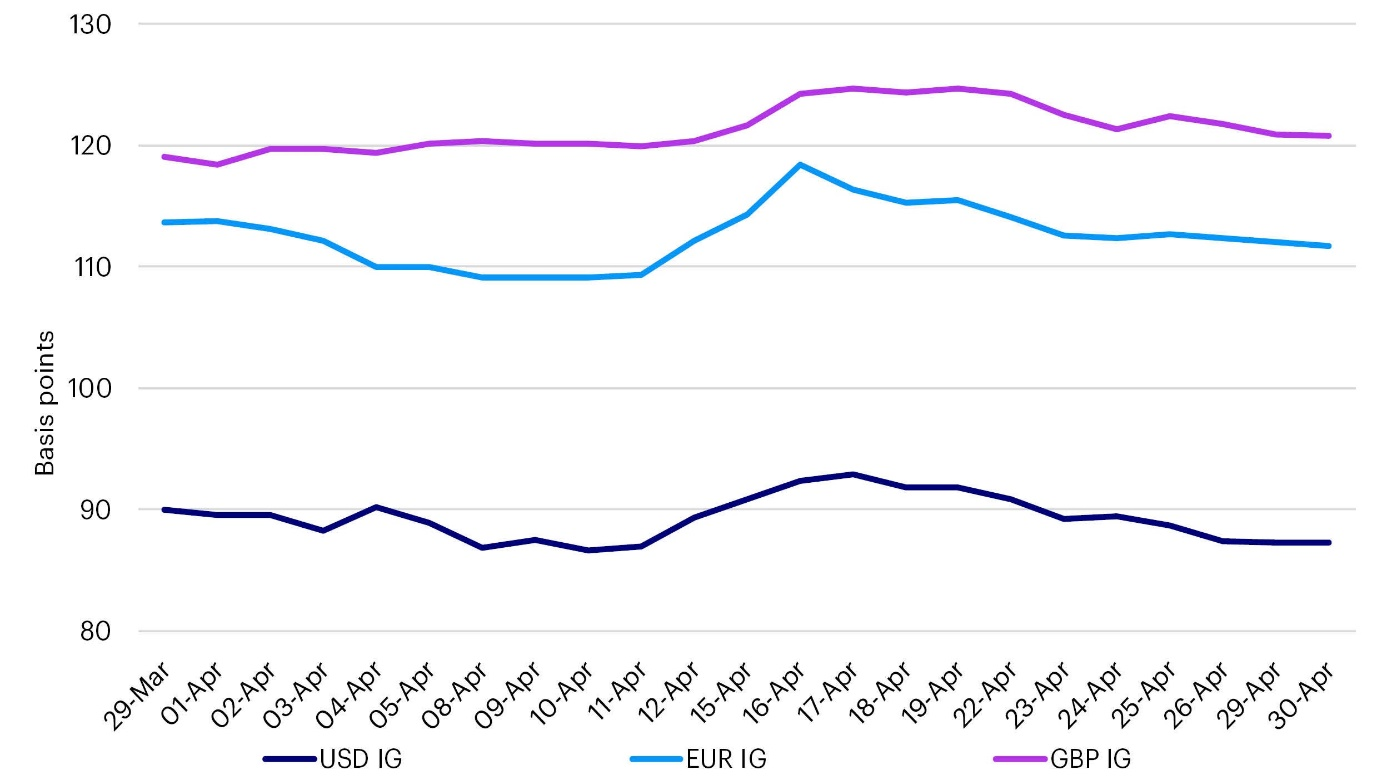 130
120
110
100
90
80
Basis points
29-Mar
01-Apr
02-Apr
03-Apr
04-Apr
05-Apr
08-Apr
09-Apr
10-Apr
11-Apr
12-Apr
15-Apr
16-Apr
17-Apr
18-Apr
19-Apr
22-Apr
23-Apr
24-Apr
25-Apr
26-Apr
29-Apr
30-Apr
USD IG
EUR IG
GBP IG